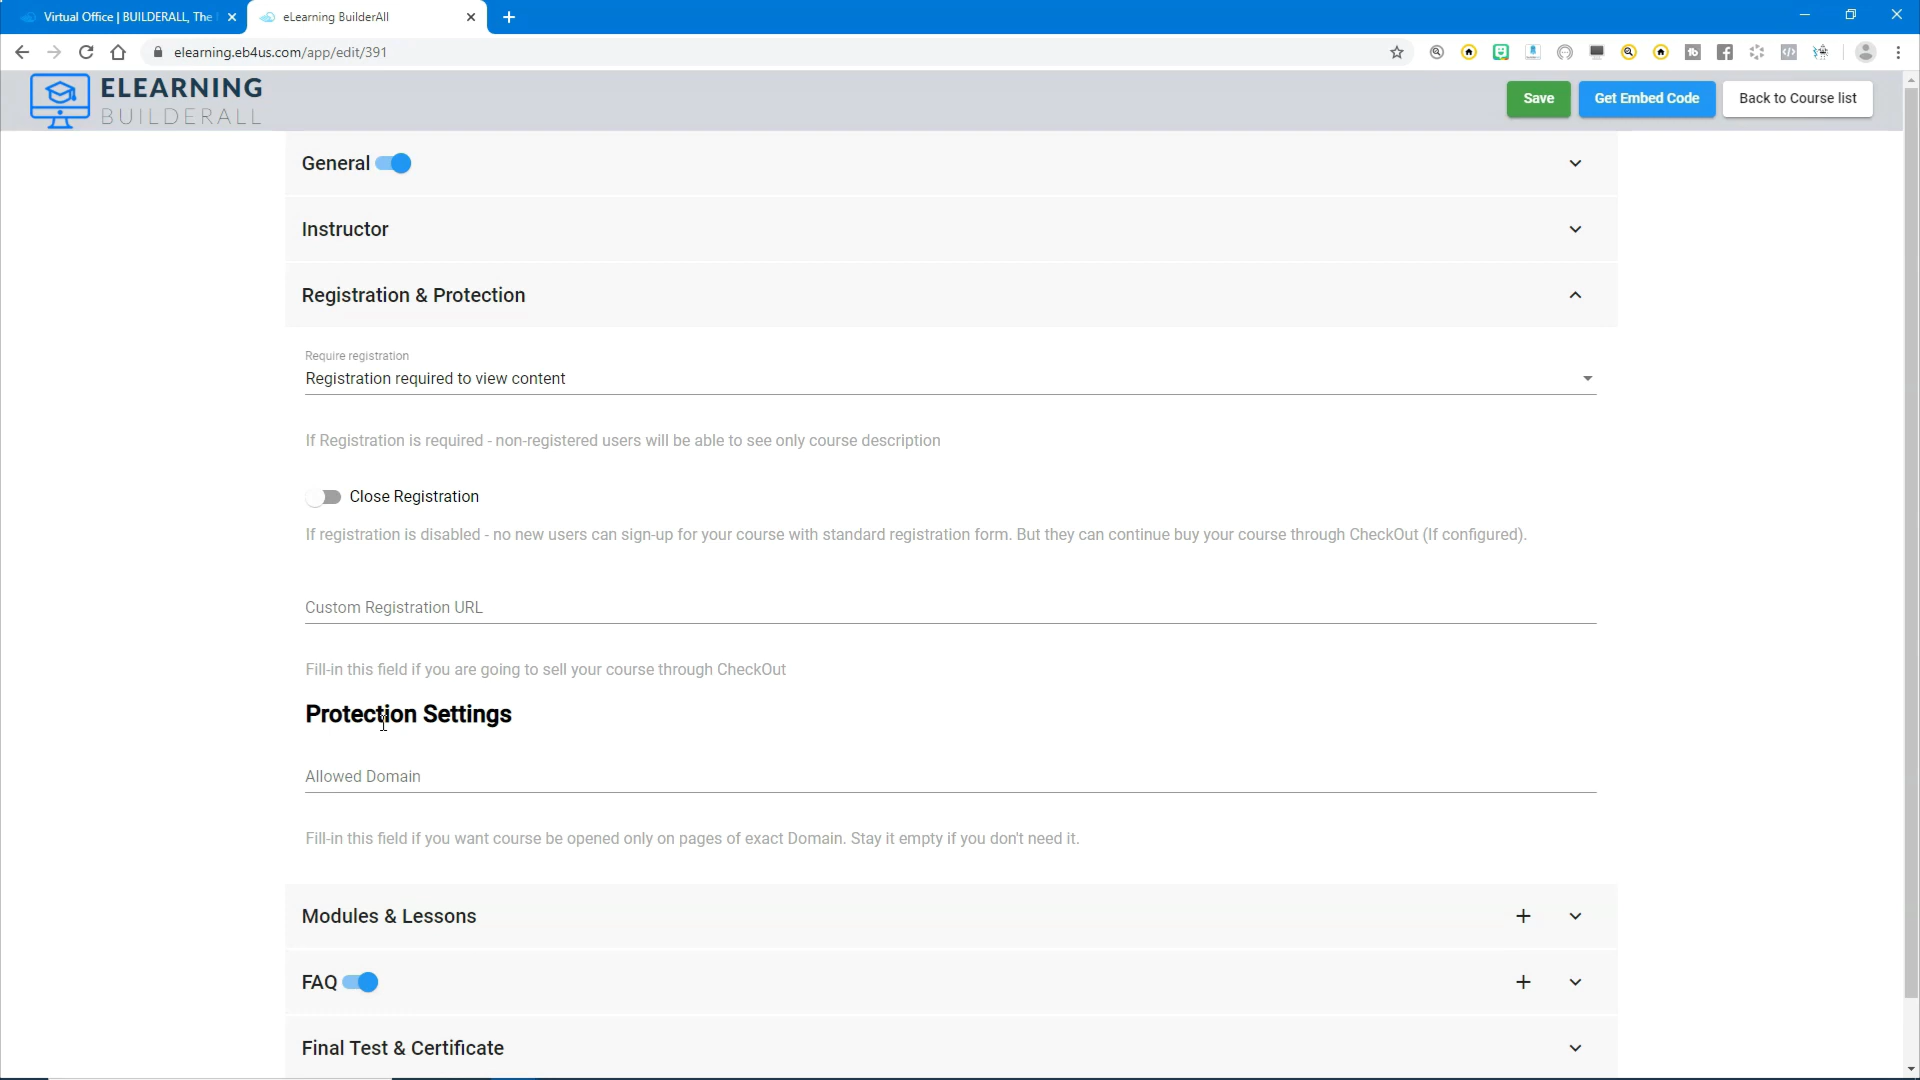 Virtual Office | BUILDERALL, The
eLearning BuilderAll
elearning.eb4us.com/app/edit/391
ELEARNING
BUILDERALL
Save
Get Embed Code
Back to Course list
General
Instructor
Registration & Protection
Require registration
Registration required to view content
If Registration is required - non-registered users will be able to see only course description
Close Registration
If registration is disabled - no new users can sign-up for your course with standard registration form. But they can continue buy your course through CheckOut (If configured).
Custom Registration URL
Fill-in this field if you are going to sell your course through CheckOut
Protection Settings
Allowed Domain
Fill-in this field if you want course be opened only on pages of exact Domain. Stay it empty if you don't need it.
Modules & Lessons
FAQ
Final Test & Certificate